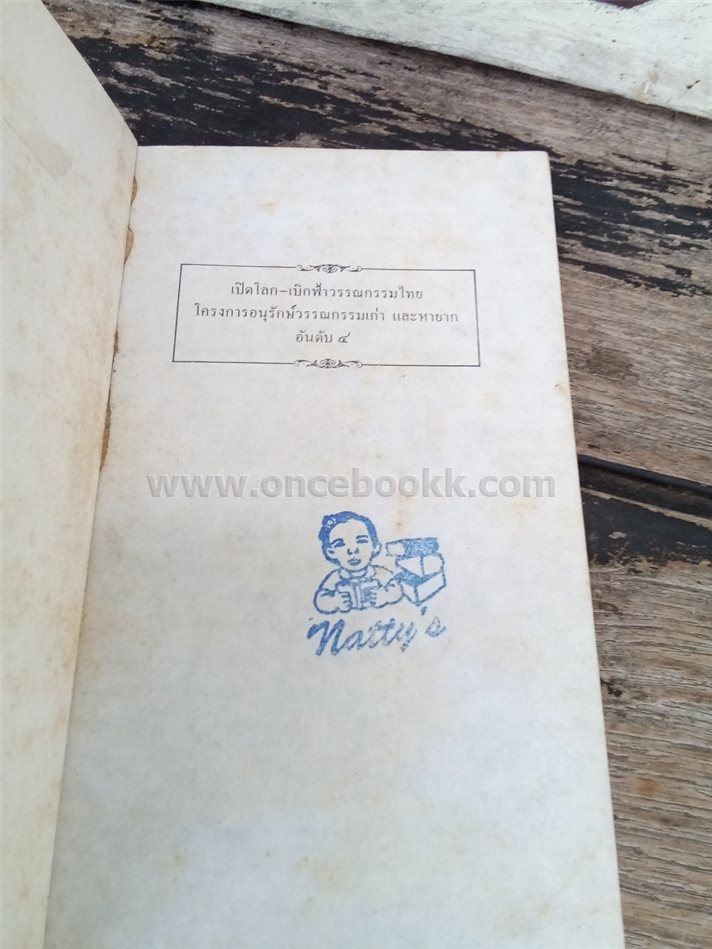 เปิดโลก-เบิกฟ้าวรรณกรรมไทย
โครงการอนุรักษ์วรรณกรรมเก่า และหายาก
อันดับ ๔
www.oncebookk.com
Natty's